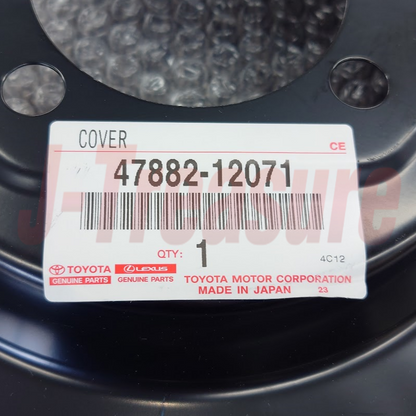 COVER
CE
47882-12071
J-Treasure
QTY: 1
4C12
TOYOTA LEXUS TOYOTA MOTOR CORPORATION
GENUINE PARTS GENUINE PARTS MADE IN JAPAN 23